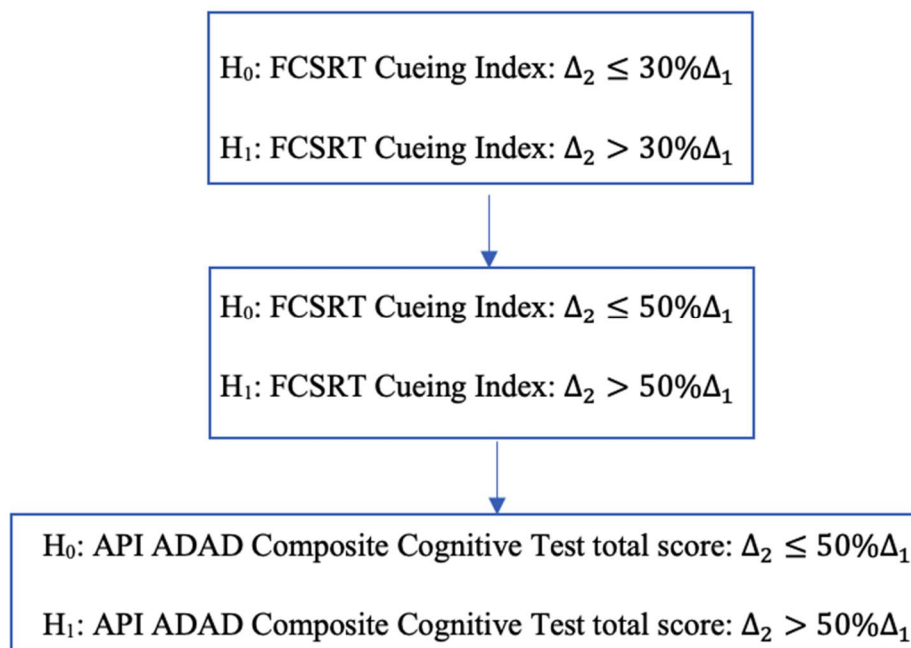 H₀: FCSRT Cueing Index: Δ₂ ≤ 30%Δ₁
H₁: FCSRT Cueing Index: Δ₂ > 30%Δ₁
H₀: FCSRT Cueing Index: Δ₂ ≤ 50%Δ₁
H₁: FCSRT Cueing Index: Δ₂ > 50%Δ₁
H₀: API ADAD Composite Cognitive Test total score: Δ₂ ≤ 50%Δ₁
H₁: API ADAD Composite Cognitive Test total score: Δ₂ > 50%Δ₁